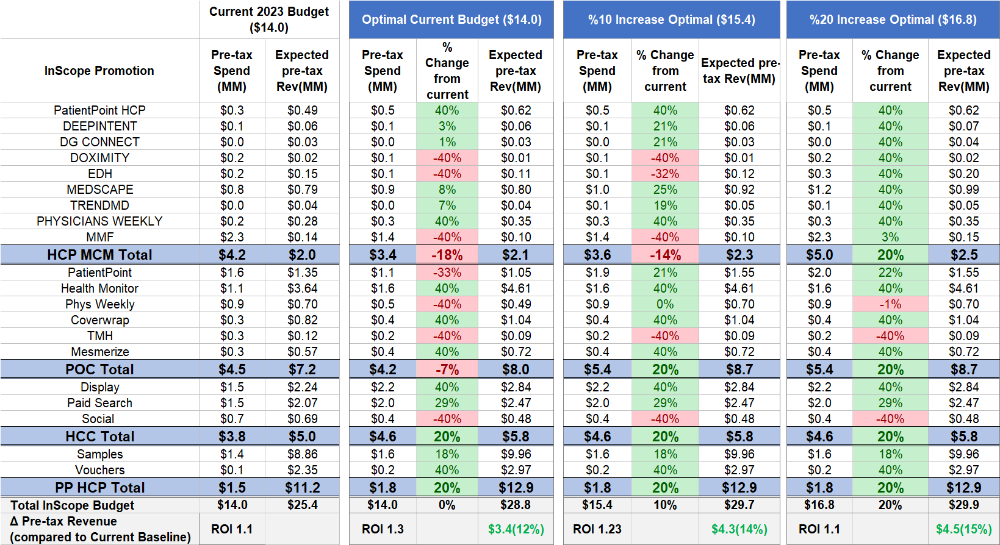 Current 2023 Budget ($14.0) Optimal Current Budget ($14.0) %10 Increase Optimal ($15.4) %20 Increase Optimal ($16.8)
InScope Promotion Pre-tax Spend (MM) Expected pre-tax Rev(MM) Pre-tax Spend (MM) % Change from current Expected pre-tax Rev(MM) Pre-tax Spend (MM) % Change from current Expected pre-tax Rev(MM) Pre-tax Spend (MM) % Change from current Expected pre-tax Rev(MM)
PatientPoint HCP $0.3 $0.49 $0.5 40% $0.62 $0.5 40% $0.62 $0.5 40% $0.62
DEEPINTENT $0.1 $0.06 $0.1 3% $0.06 $0.1 21% $0.06 $0.1 40% $0.07
DG CONNECT $0.0 $0.03 $0.0 1% $0.03 $0.0 21% $0.03 $0.0 40% $0.04
DOXIMITY $0.2 $0.02 $0.1 -40% $0.01 $0.1 -40% $0.01 $0.2 40% $0.02
EDH $0.2 $0.15 $0.1 -40% $0.11 $0.1 -32% $0.12 $0.3 40% $0.20
MEDSCAPE $0.8 $0.79 $0.9 8% $0.80 $1.0 25% $0.92 $1.2 40% $0.99
TRENDMD $0.0 $0.04 $0.0 7% $0.04 $0.1 19% $0.05 $0.1 40% $0.05
PHYSICIANS WEEKLY $0.2 $0.28 $0.3 40% $0.35 $0.3 40% $0.35 $0.3 40% $0.35
MMF $2.3 $0.14 $1.4 -40% $0.10 $1.4 -40% $0.10 $2.3 3% $0.15
HCP MCM Total $4.2 $2.0 $3.4 -18% $2.1 $3.6 -14% $2.3 $5.0 20% $2.5
PatientPoint $1.6 $1.35 $1.1 -33% $1.05 $1.9 21% $1.55 $2.0 22% $1.55
Health Monitor $1.1 $3.64 $1.6 40% $4.61 $1.6 40% $4.61 $1.6 40% $4.61
Phys Weekly $0.9 $0.70 $0.5 -40% $0.49 $0.9 0% $0.70 $0.9 -1% $0.70
Coverwrap $0.3 $0.82 $0.4 40% $1.04 $0.4 40% $1.04 $0.4 40% $1.04
TMH $0.3 $0.12 $0.2 -40% $0.09 $0.2 -40% $0.09 $0.2 -40% $0.09
Mesmerize $0.3 $0.57 $0.4 40% $0.72 $0.4 40% $0.72 $0.4 40% $0.72
POC Total $4.5 $7.2 $4.2 -7% $8.0 $5.4 20% $8.7 $5.4 20% $8.7
Display $1.5 $2.24 $2.2 40% $2.84 $2.2 40% $2.84 $2.2 40% $2.84
Paid Search $1.5 $2.07 $2.0 29% $2.47 $2.0 29% $2.47 $2.0 29% $2.47
Social $0.7 $0.69 $0.4 -40% $0.48 $0.4 -40% $0.48 $0.4 -40% $0.48
HCC Total $3.8 $5.0 $4.6 20% $5.8 $4.6 20% $5.8 $4.6 20% $5.8
Samples $1.4 $8.86 $1.6 18% $9.96 $1.6 18% $9.96 $1.6 18% $9.96
Vouchers $0.1 $2.35 $0.2 40% $2.97 $0.2 40% $2.97 $0.2 40% $2.97
PP HCP Total $1.5 $11.2 $1.8 20% $12.9 $1.8 20% $12.9 $1.8 20% $12.9
Total InScope Budget $14.0 $25.4 $14.0 0% $28.8 $15.4 10% $29.7 $16.8 20% $29.9
Δ Pre-tax Revenue
(compared to Current Baseline) ROI 1.1 ROI 1.3 $3.4(12%) ROI 1.23 $4.3(14%) ROI 1.1 $4.5(15%)